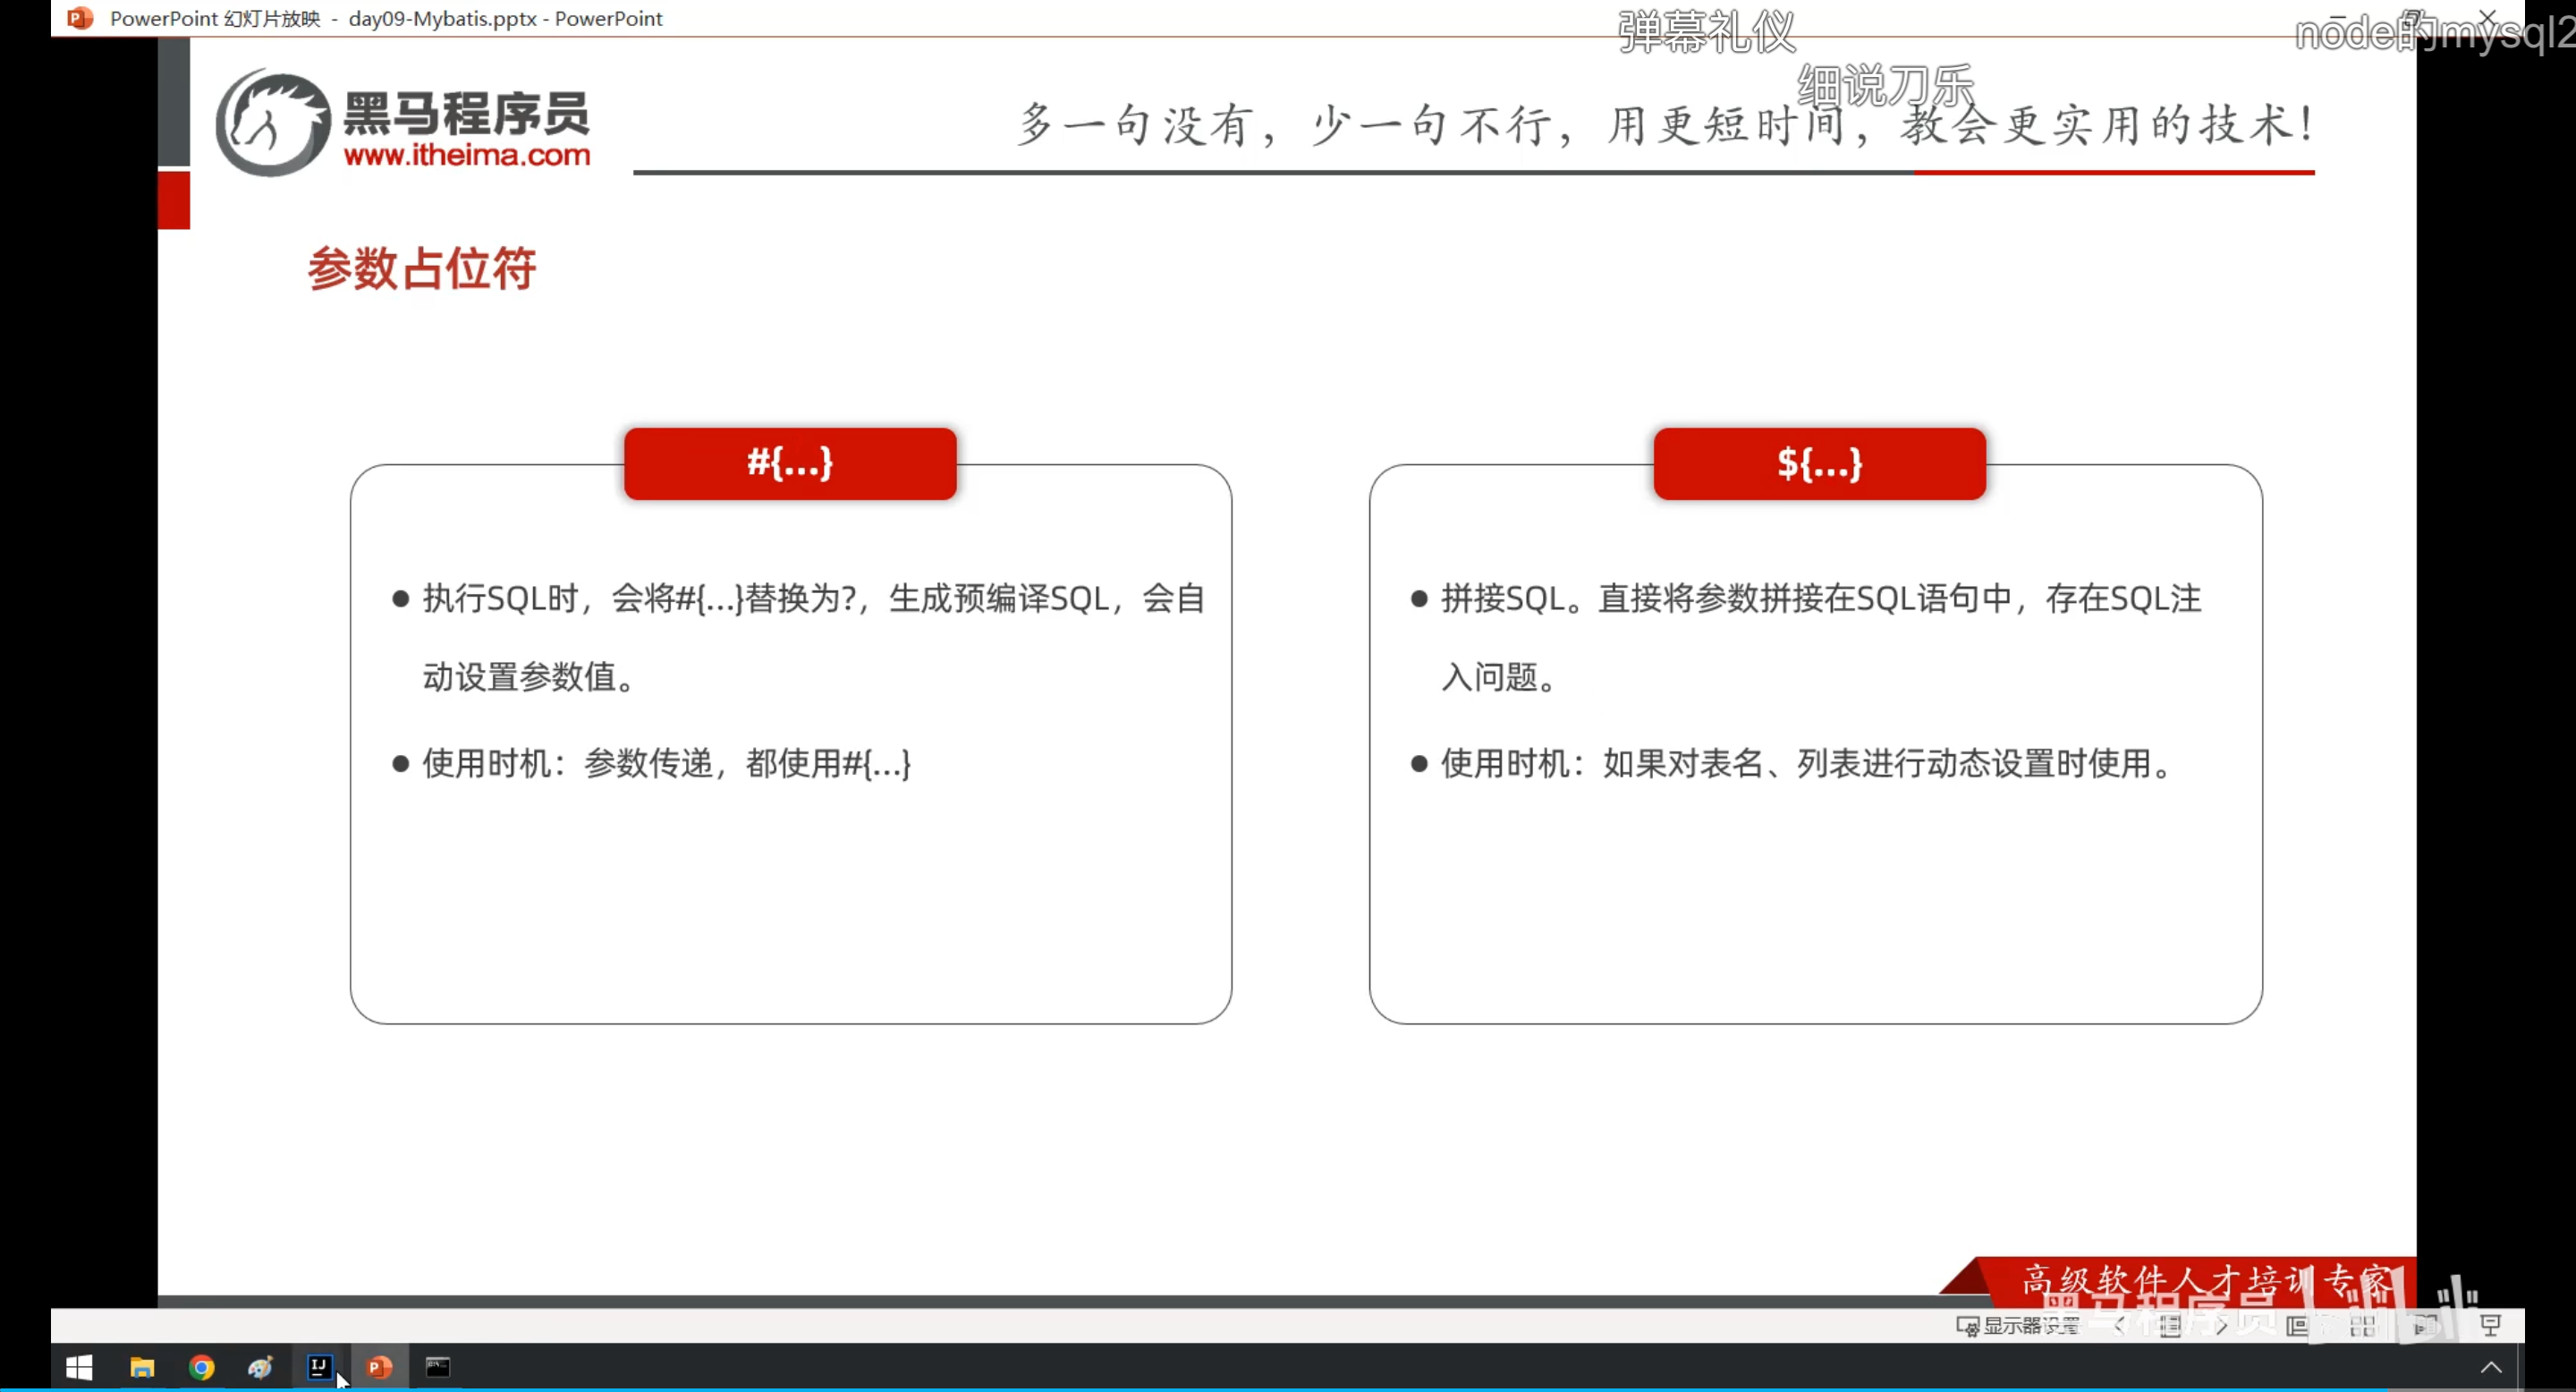 PowerPoint 幻灯片放映 - day09-Mybatis.pptx - PowerPoint
弹幕礼仪
node的mysql2
细说刀乐
黑马程序员
www.itheima.com
多一句没有，少一句不行，用更短时间，教会更实用的技术！
参数占位符
#{...}
● 执行SQL时，会将#{...}替换为?，生成预编译SQL，会自
动设置参数值。
● 使用时机：参数传递，都使用#{...}
${...}
● 拼接SQL。直接将参数拼接在SQL语句中，存在SQL注
入问题。
● 使用时机：如果对表名、列表进行动态设置时使用。
高级软件人才培训专家
黑马程序员
显示器设置